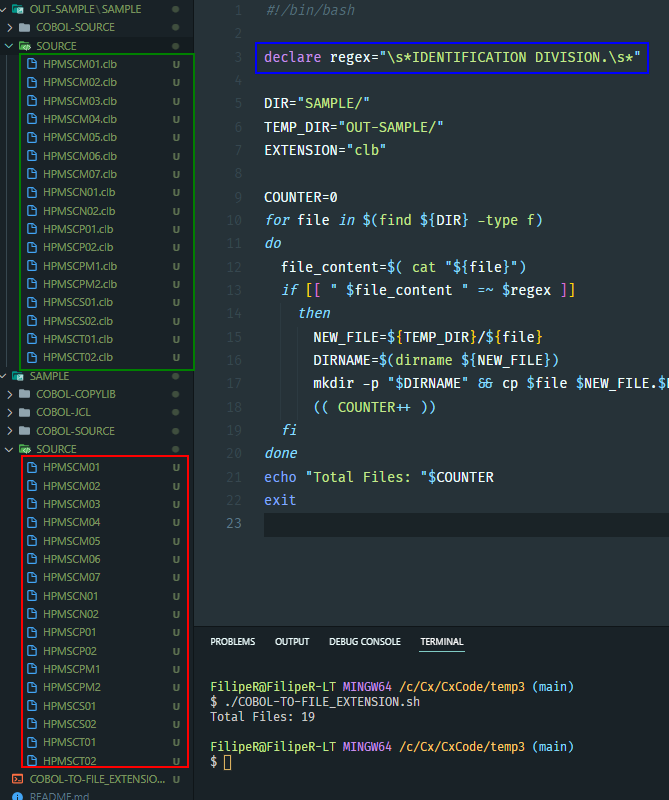 OUT-SAMPLE\SAMPLE
COBOL-SOURCE
SOURCE
HPMSCM01.clb U
HPMSCM02.clb U
HPMSCM03.clb U
HPMSCM04.clb U
HPMSCM05.clb U
HPMSCM06.clb U
HPMSCM07.clb U
HPMSCN01.clb U
HPMSCN02.clb U
HPMSCP01.clb U
HPMSCP02.clb U
HPMSCPM1.clb U
HPMSCPM2.clb U
HPMSCS01.clb U
HPMSCS02.clb U
HPMSCT01.clb U
HPMSCT02.clb U
SAMPLE
COBOL-COPYLIB
COBOL-JCL
COBOL-SOURCE
SOURCE
HPMSCM01 U
HPMSCM02 U
HPMSCM03 U
HPMSCM04 U
HPMSCM05 U
HPMSCM06 U
HPMSCM07 U
HPMSCN01 U
HPMSCN02 U
HPMSCP01 U
HPMSCP02 U
HPMSCPM1 U
HPMSCPM2 U
HPMSCS01 U
HPMSCS02 U
HPMSCT01 U
HPMSCT02 U
COBOL-TO-FILE_EXTENSIO... U
README.md
1 #!/bin/bash
2
3 declare regex="\s*IDENTIFICATION DIVISION.\s*"
4
5 DIR="SAMPLE/"
6 TEMP_DIR="OUT-SAMPLE/"
7 EXTENSION="clb"
8
9 COUNTER=0
10 for file in $(find ${DIR} -type f)
11 do
12 file_content=$( cat "${file}")
13 if [[ " $file_content " =~ $regex ]]
14 then
15 NEW_FILE=${TEMP_DIR}/${file}
16 DIRNAME=$(dirname ${NEW_FILE})
17 mkdir -p "$DIRNAME" && cp $file $NEW_FILE.$
18 (( COUNTER++ ))
19 fi
20 done
21 echo "Total Files: "$COUNTER
22 exit
23
PROBLEMS OUTPUT DEBUG CONSOLE TERMINAL
FilipeR@FilipeR-LT MINGW64 /c/Cx/CxCode/temp3 (main)
$ ./COBOL-TO-FILE_EXTENSION.sh
Total Files: 19
FilipeR@FilipeR-LT MINGW64 /c/Cx/CxCode/temp3 (main)
$